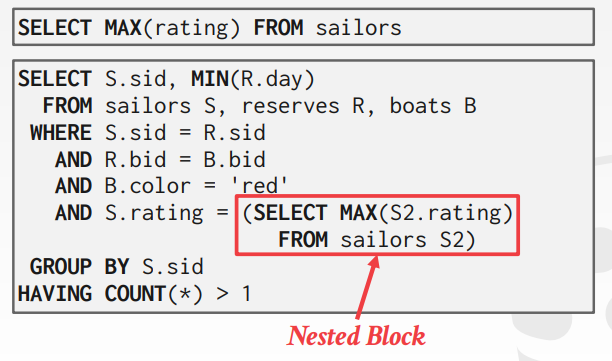 SELECT MAX(rating) FROM sailors
SELECT S.sid, MIN(R.day)
FROM sailors S, reserves R, boats B
WHERE S.sid = R.sid
AND R.bid = B.bid
AND B.color = 'red'
AND S.rating = (SELECT MAX(S2.rating)
FROM sailors S2)
GROUP BY S.sid
HAVING COUNT(*) > 1
Nested Block